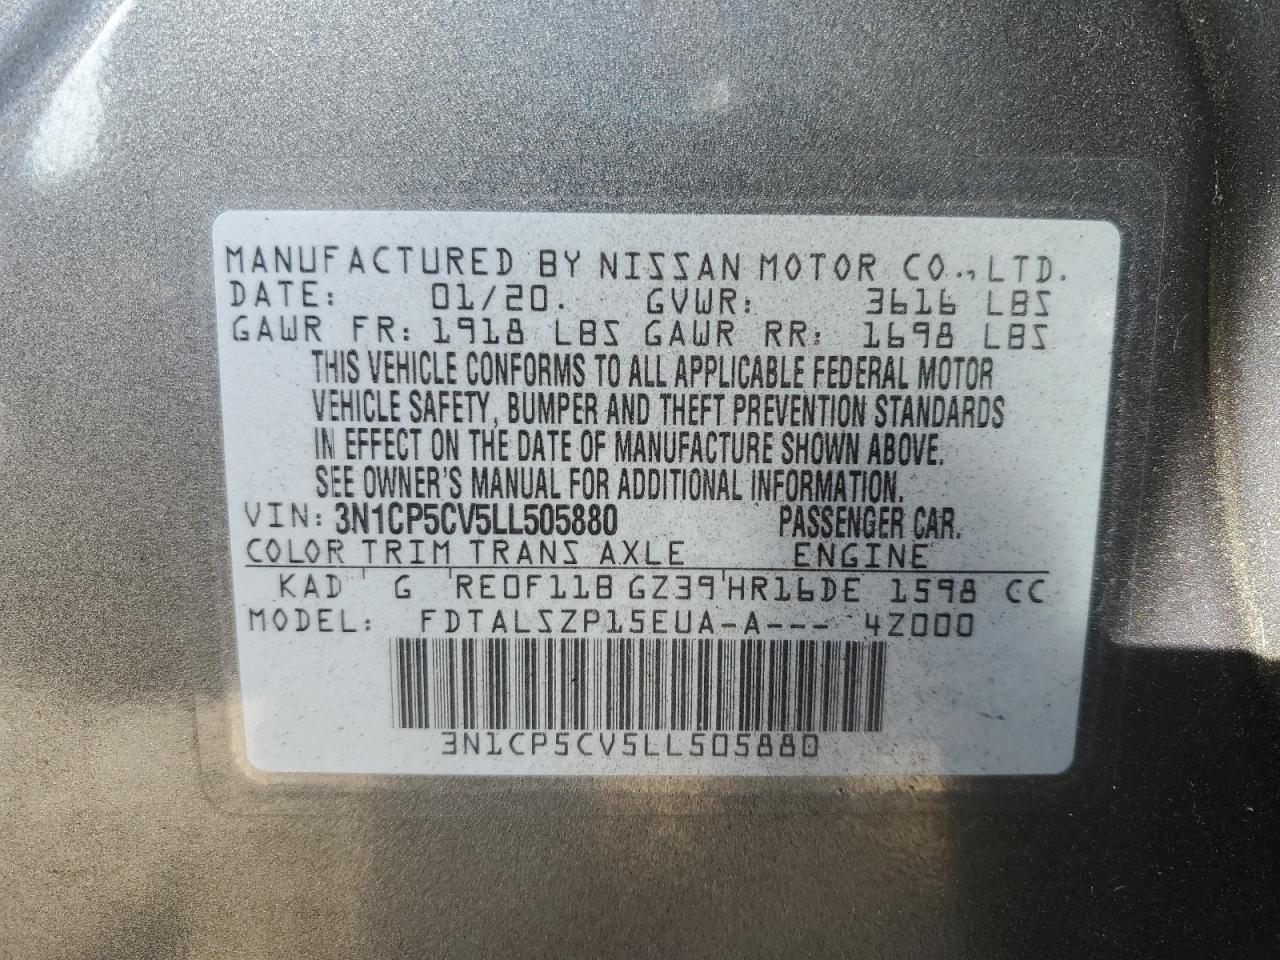 MANUFACTURED BY NISSAN MOTOR CO., LTD.
DATE: 01/20. GVWR: 3616 LBS
GAWR FR: 1918 LBS GAWR RR: 1698 LBS
THIS VEHICLE CONFORMS TO ALL APPLICABLE FEDERAL MOTOR
VEHICLE SAFETY, BUMPER AND THEFT PREVENTION STANDARDS
IN EFFECT ON THE DATE OF MANUFACTURE SHOWN ABOVE.
SEE OWNER'S MANUAL FOR ADDITIONAL INFORMATION.
VIN: 3N1CP5CV5LL505880 PASSENGER CAR.
COLOR TRIM TRANS AXLE ENGINE
KAD G RE0F11B GZ39 HR16DE 1598 CC
MODEL: FDTALSZP15EUA-A--- 4Z000
3N1CP5CV5LL505880